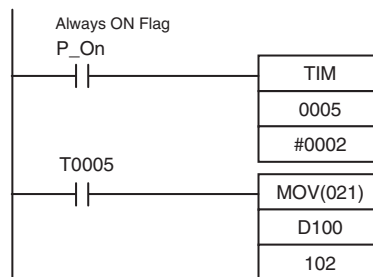 Always ON Flag
P_On
TIM
0005
#0002
T0005
MOV(021)
D100
102